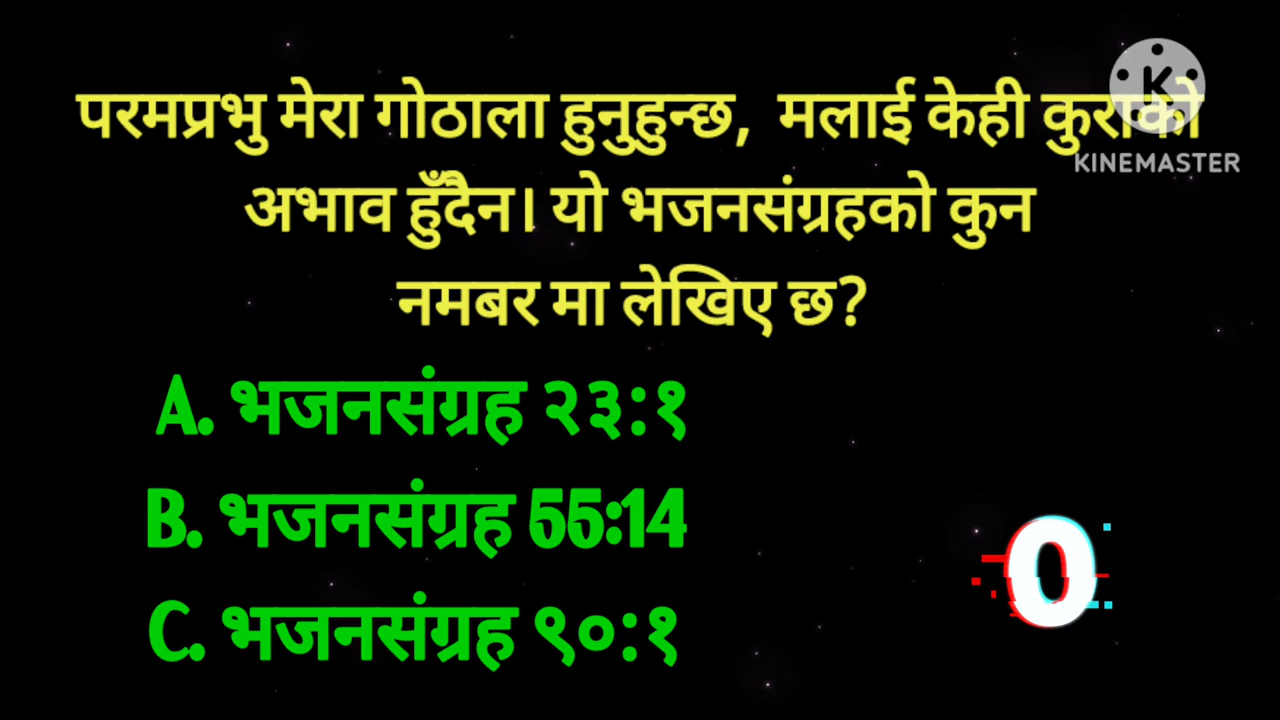 परमप्रभु मेरा गोठाला हुनुहुन्छ, मलाई केही कुराको
KINEMASTER
अभाव हुँदैन। यो भजनसंग्रहको कुन
नमबर मा लेखिए छ?
A. भजनसंग्रह २३:१
B. भजनसंग्रह 55:14
C. भजनसंग्रह ९०:१
0